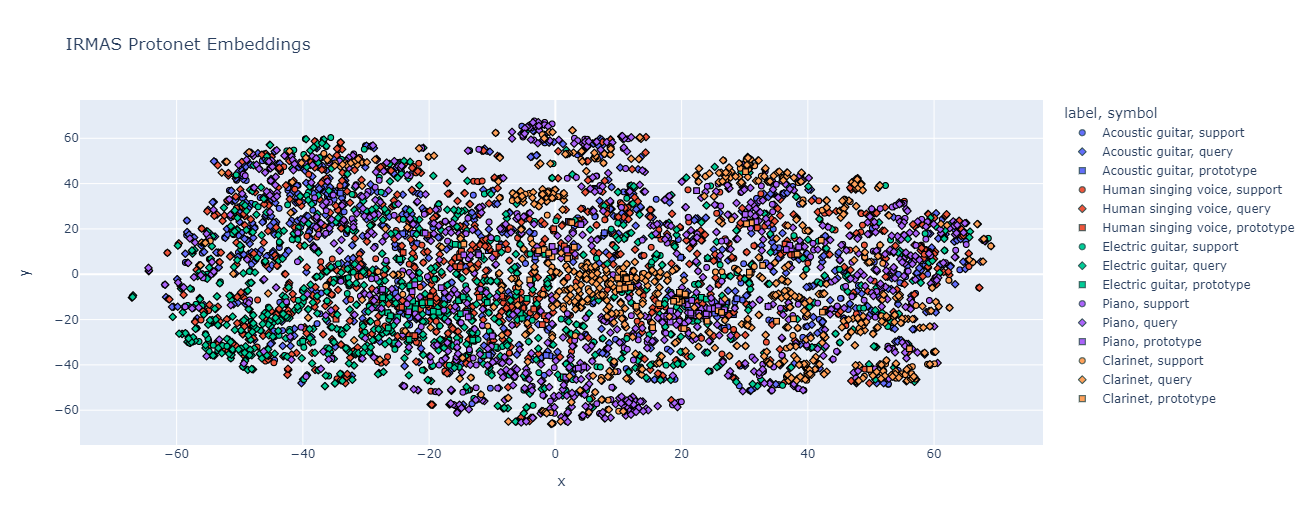 IRMAS Protonet Embeddings
label, symbol
Acoustic guitar, support
Acoustic guitar, query
Acoustic guitar, prototype
Human singing voice, support
Human singing voice, query
Human singing voice, prototype
Electric guitar, support
Electric guitar, query
Electric guitar, prototype
Piano, support
Piano, query
Piano, prototype
Clarinet, support
Clarinet, query
Clarinet, prototype
60
40
20
0
−20
−40
−60
y
−60
−40
−20
0
20
40
60
x